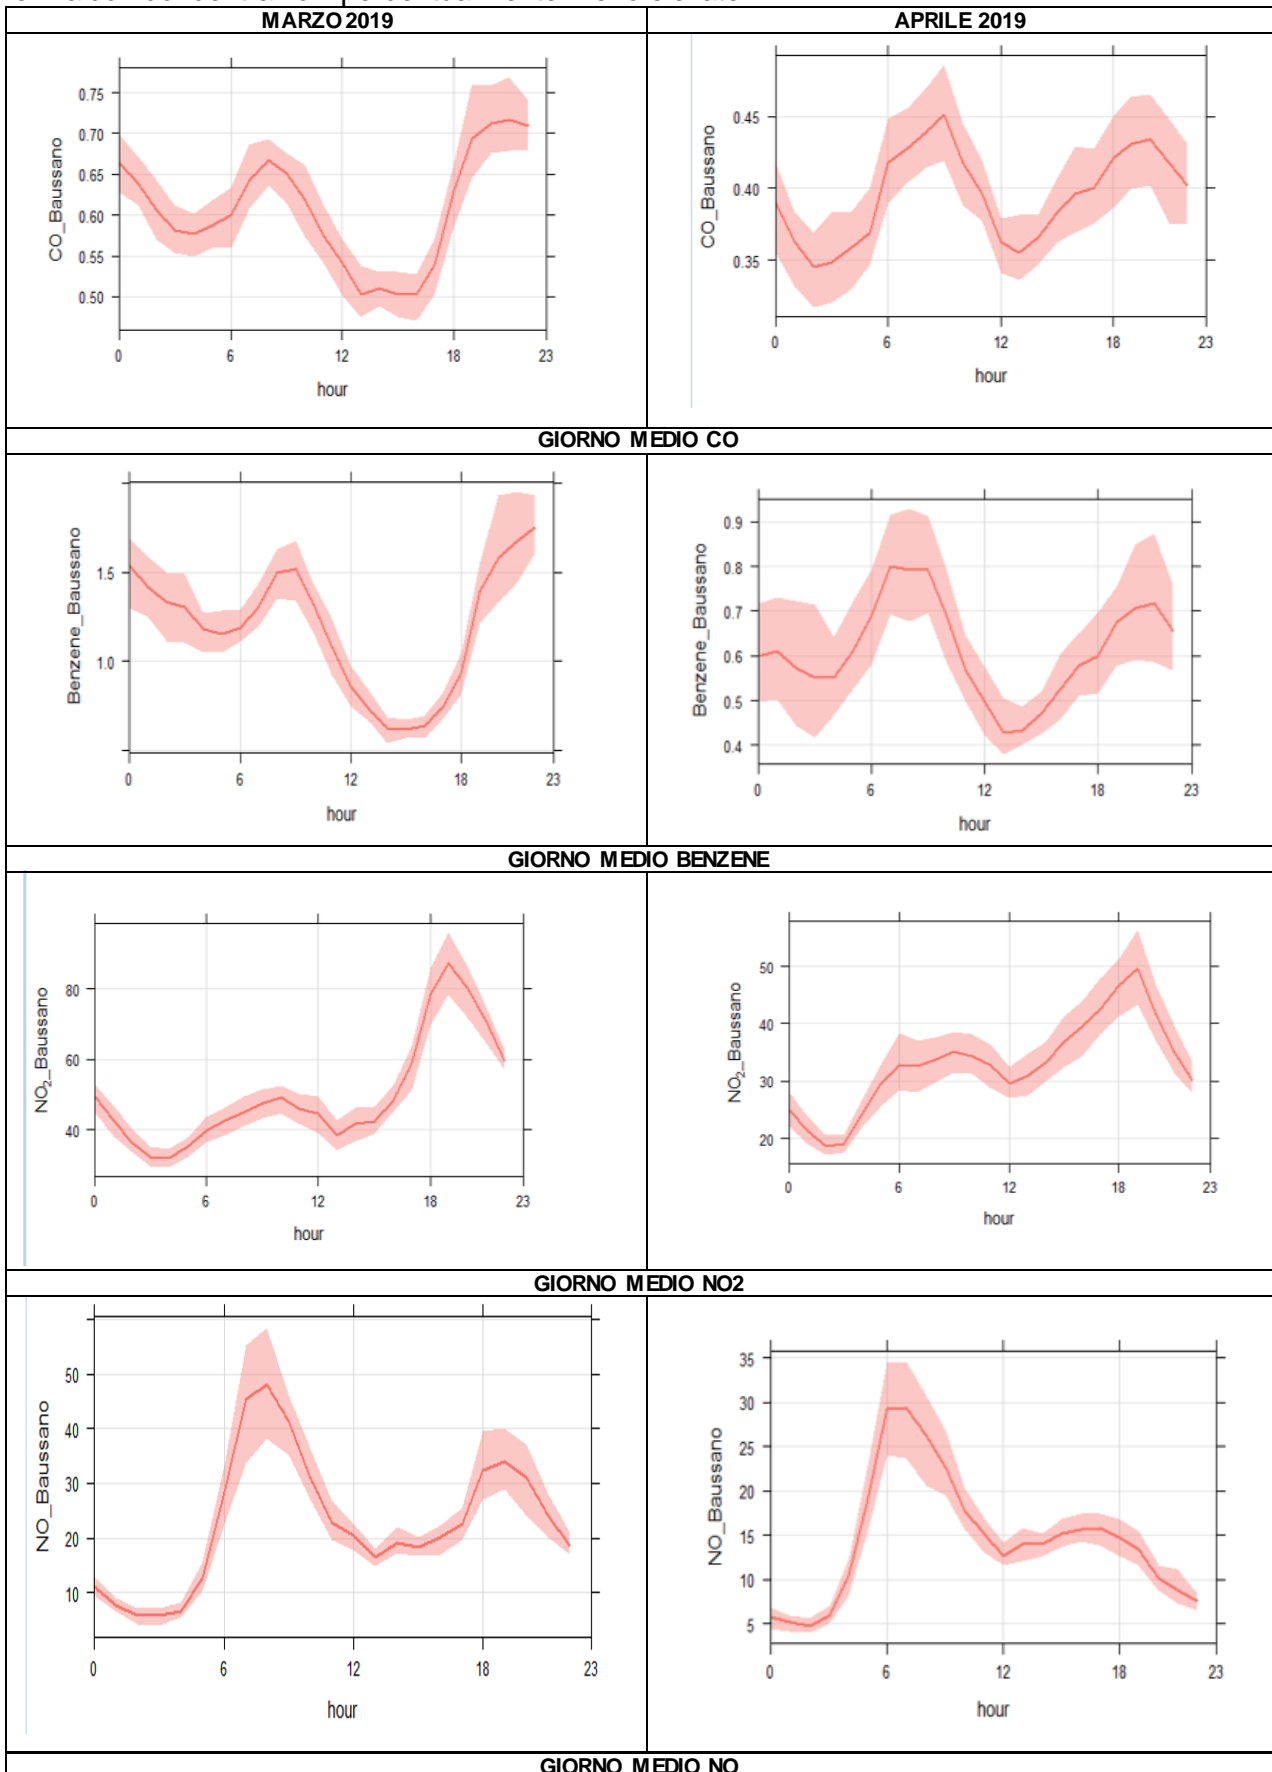 MARZO 2019
APRILE 2019
CO_Baussano
0.75
0.70
0.65
0.60
0.55
0.50
0 6 12 18 23
hour
CO_Baussano
0.45
0.40
0.35
0 6 12 18 23
hour
GIORNO MEDIO CO
Benzene_Baussano
1.5
1.0
0 6 12 18 23
hour
Benzene_Baussano
0.9
0.8
0.7
0.6
0.5
0.4
0 6 12 18 23
hour
GIORNO MEDIO BENZENE
NO₂_Baussano
80
60
40
0 6 12 18 23
hour
NO₂_Baussano
50
40
30
20
0 6 12 18 23
hour
GIORNO MEDIO NO2
NO_Baussano
50
40
30
20
10
0 6 12 18 23
hour
NO_Baussano
35
30
25
20
15
10
5
0 6 12 18 23
hour
GIORNO MEDIO NO